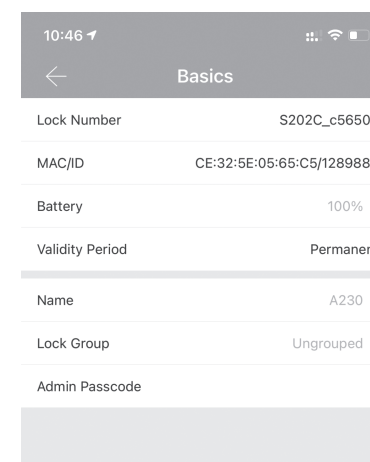 10:46
Basics
Lock Number S202C_c5650
MAC/ID CE:32:5E:05:65:C5/128988
Battery 100%
Validity Period Permaner
Name A230
Lock Group Ungrouped
Admin Passcode